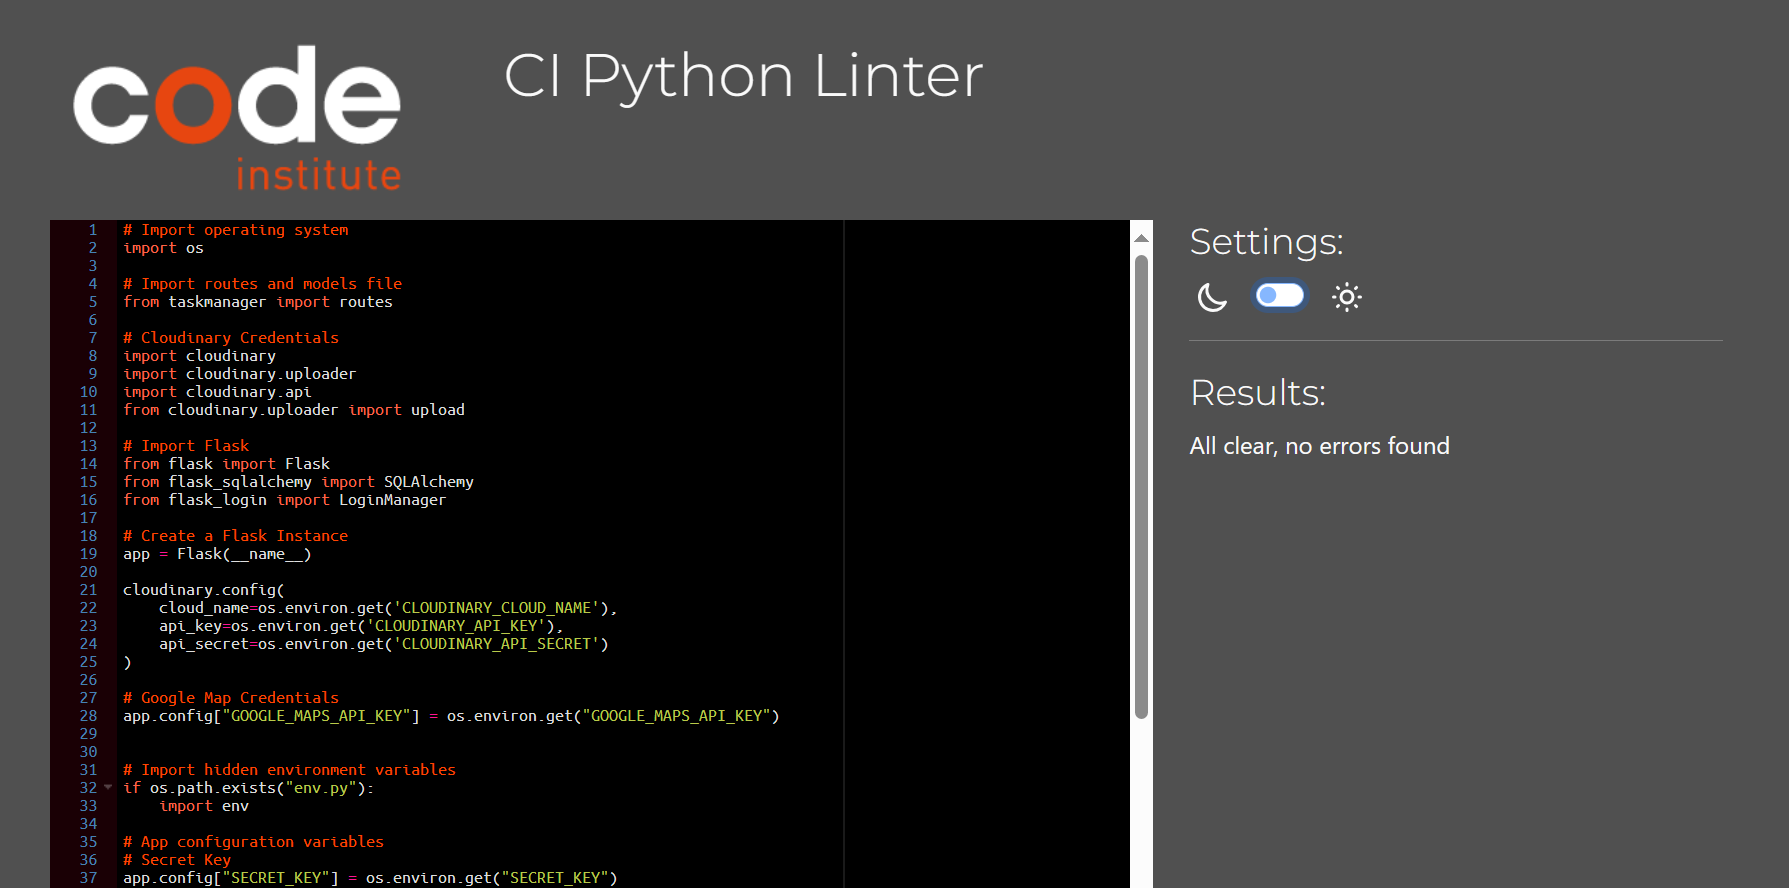 code
institute
CI Python Linter
1 # Import operating system
2 import os
3
4 # Import routes and models file
5 from taskmanager import routes
6
7 # Cloudinary Credentials
8 import cloudinary
9 import cloudinary.uploader
10 import cloudinary.api
11 from cloudinary.uploader import upload
12
13 # Import Flask
14 from flask import Flask
15 from flask_sqlalchemy import SQLAlchemy
16 from flask_login import LoginManager
17
18 # Create a Flask Instance
19 app = Flask(__name__)
20
21 cloudinary.config(
22     cloud_name=os.environ.get('CLOUDINARY_CLOUD_NAME'),
23     api_key=os.environ.get('CLOUDINARY_API_KEY'),
24     api_secret=os.environ.get('CLOUDINARY_API_SECRET')
25 )
26
27 # Google Map Credentials
28 app.config["GOOGLE_MAPS_API_KEY"] = os.environ.get("GOOGLE_MAPS_API_KEY")
29
30
31 # Import hidden environment variables
32 if os.path.exists("env.py"):
33     import env
34
35 # App configuration variables
36 # Secret Key
37 app.config["SECRET_KEY"] = os.environ.get("SECRET_KEY")
Settings:
Results:
All clear, no errors found